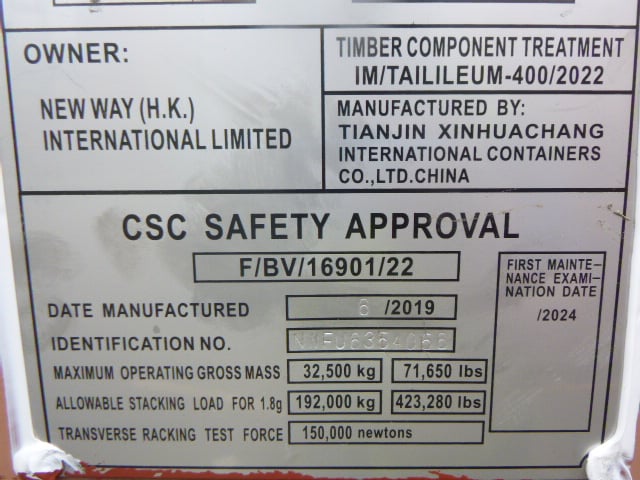 OWNER:
NEW WAY (H.K.)
INTERNATIONAL LIMITED
TIMBER COMPONENT TREATMENT
IM/TAILILEUM-400/2022
MANUFACTURED BY:
TIANJIN XINHUACHANG
INTERNATIONAL CONTAINERS
CO.,LTD.CHINA
CSC SAFETY APPROVAL
F/BV/16901/22
DATE MANUFACTURED 6 /2019
IDENTIFICATION NO.
MAXIMUM OPERATING GROSS MASS 32,500 kg 71,650 lbs
ALLOWABLE STACKING LOAD FOR 1.8g 192,000 kg 423,280 lbs
TRANSVERSE RACKING TEST FORCE 150,000 newtons
FIRST MAINTE-
NANCE EXAMI-
NATION DATE
/2024